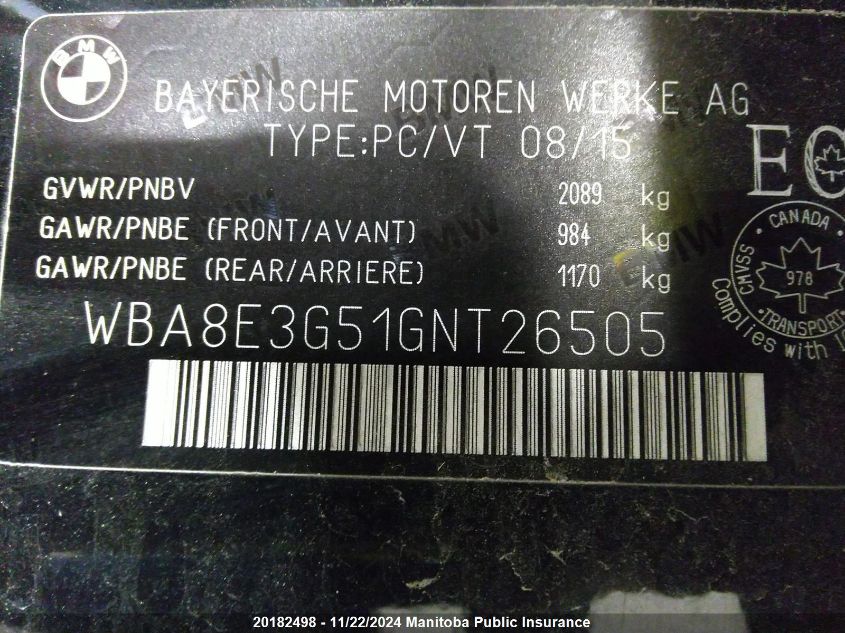 BMW
BAYERISCHE MOTOREN WERKE AG
TYPE:PC/VT 08/15
EC
GVWR/PNBV 2089 kg
GAWR/PNBE (FRONT/AVANT) 984 kg
GAWR/PNBE (REAR/ARRIERE) 1170 kg
CANADA
CMVSS
978
TRANSPORT
Complies with
WBA8E3G51GNT26505
20182498 - 11/22/2024 Manitoba Public Insurance